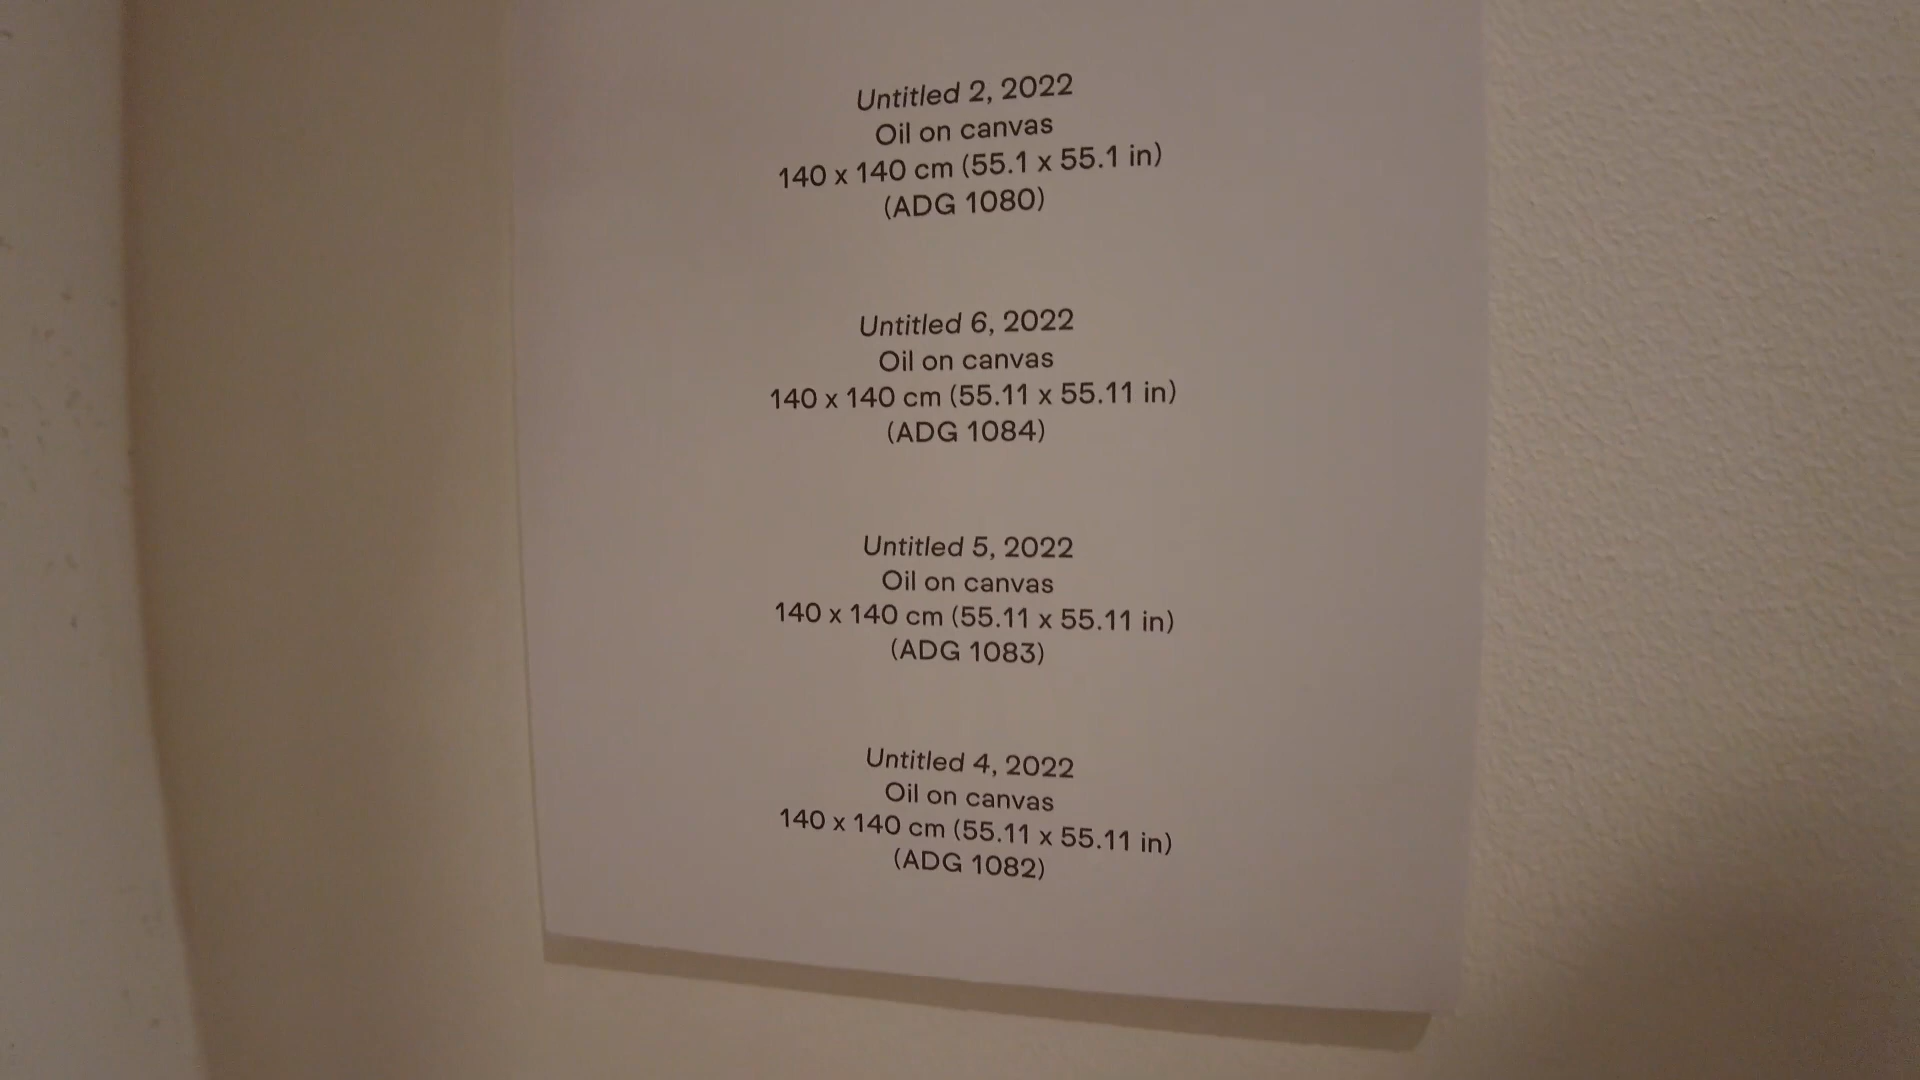 Untitled 2, 2022
Oil on canvas
140 x 140 cm (55.1 x 55.1 in)
(ADG 1080)
Untitled 6, 2022
Oil on canvas
140 x 140 cm (55.11 x 55.11 in)
(ADG 1084)
Untitled 5, 2022
Oil on canvas
140 x 140 cm (55.11 x 55.11 in)
(ADG 1083)
Untitled 4, 2022
Oil on canvas
140 x 140 cm (55.11 x 55.11 in)
(ADG 1082)